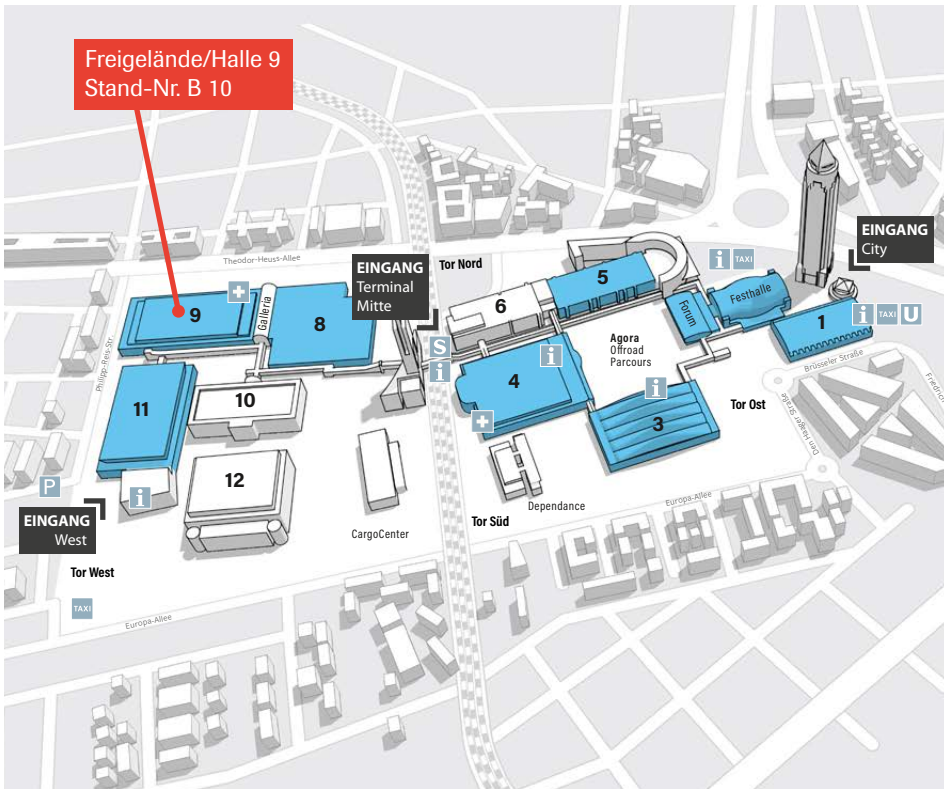 Freigelände/Halle 9
Stand-Nr. B 10
EINGANG
City
Theodor-Heuss-Allee
EINGANG
Terminal
Mitte
Tor Nord
i TAXI
5
6
Festhalle
Forum
1
i TAXI U
9
Galleria
8
S
i
i
Agora
Offroad
Parcours
Brüsseler Straße
Philipp-Reis-Str.
4
i
10
11
3
Tor Ost
Den Haager Straße
12
P
i
EINGANG
West
CargoCenter
Tor Süd
Dependance
Europa-Allee
Tor West
TAXI
Europa-Allee